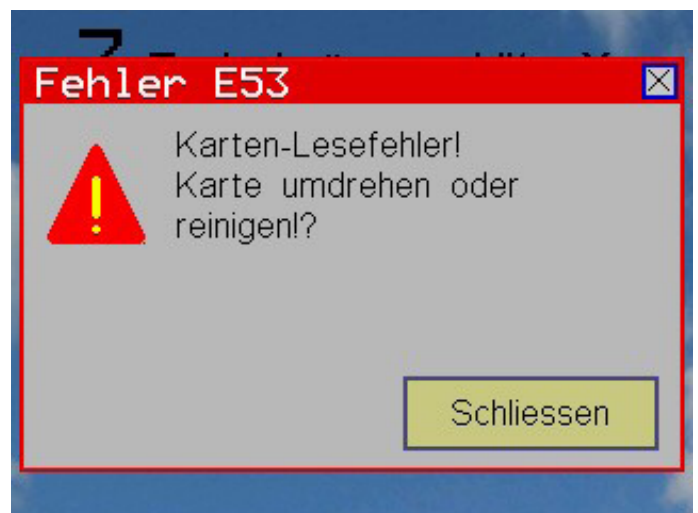 Fehler E53
Karten-Lesefehler!
Karte umdrehen oder
reinigen!?
Schliessen